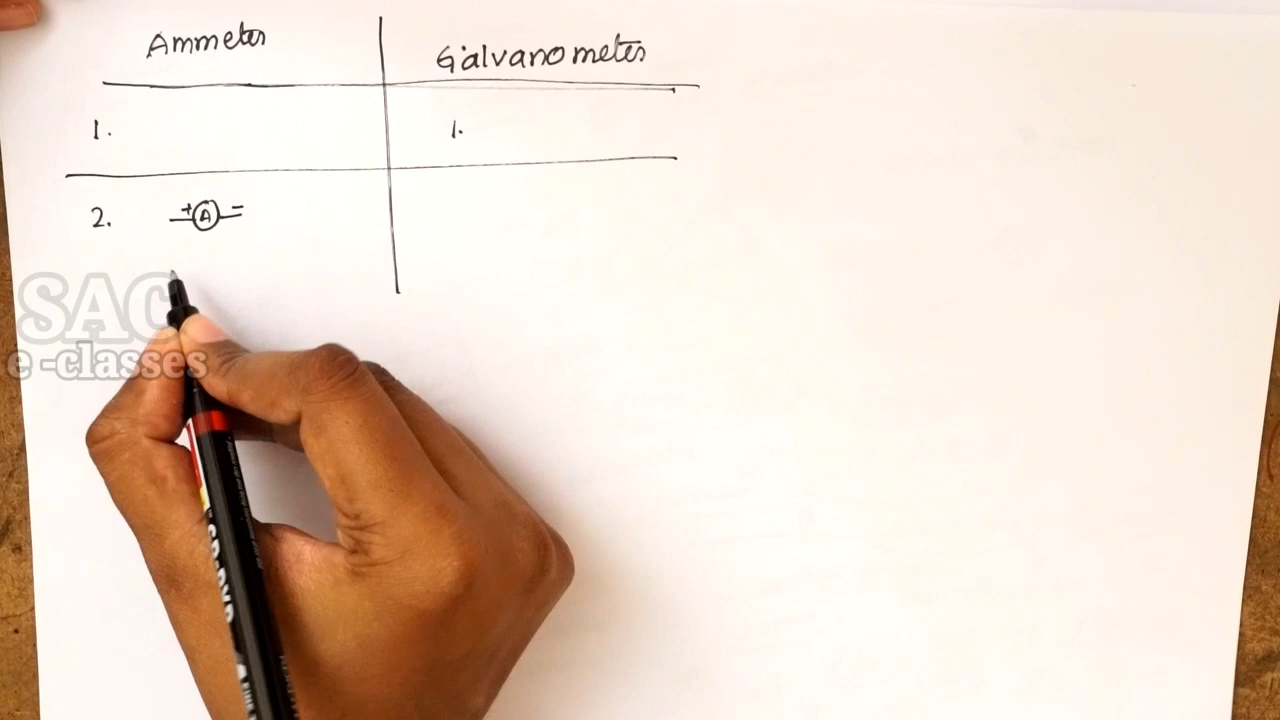 Ammeter
Galvanometer
1.
1.
2. + A -
SAC
e-classes